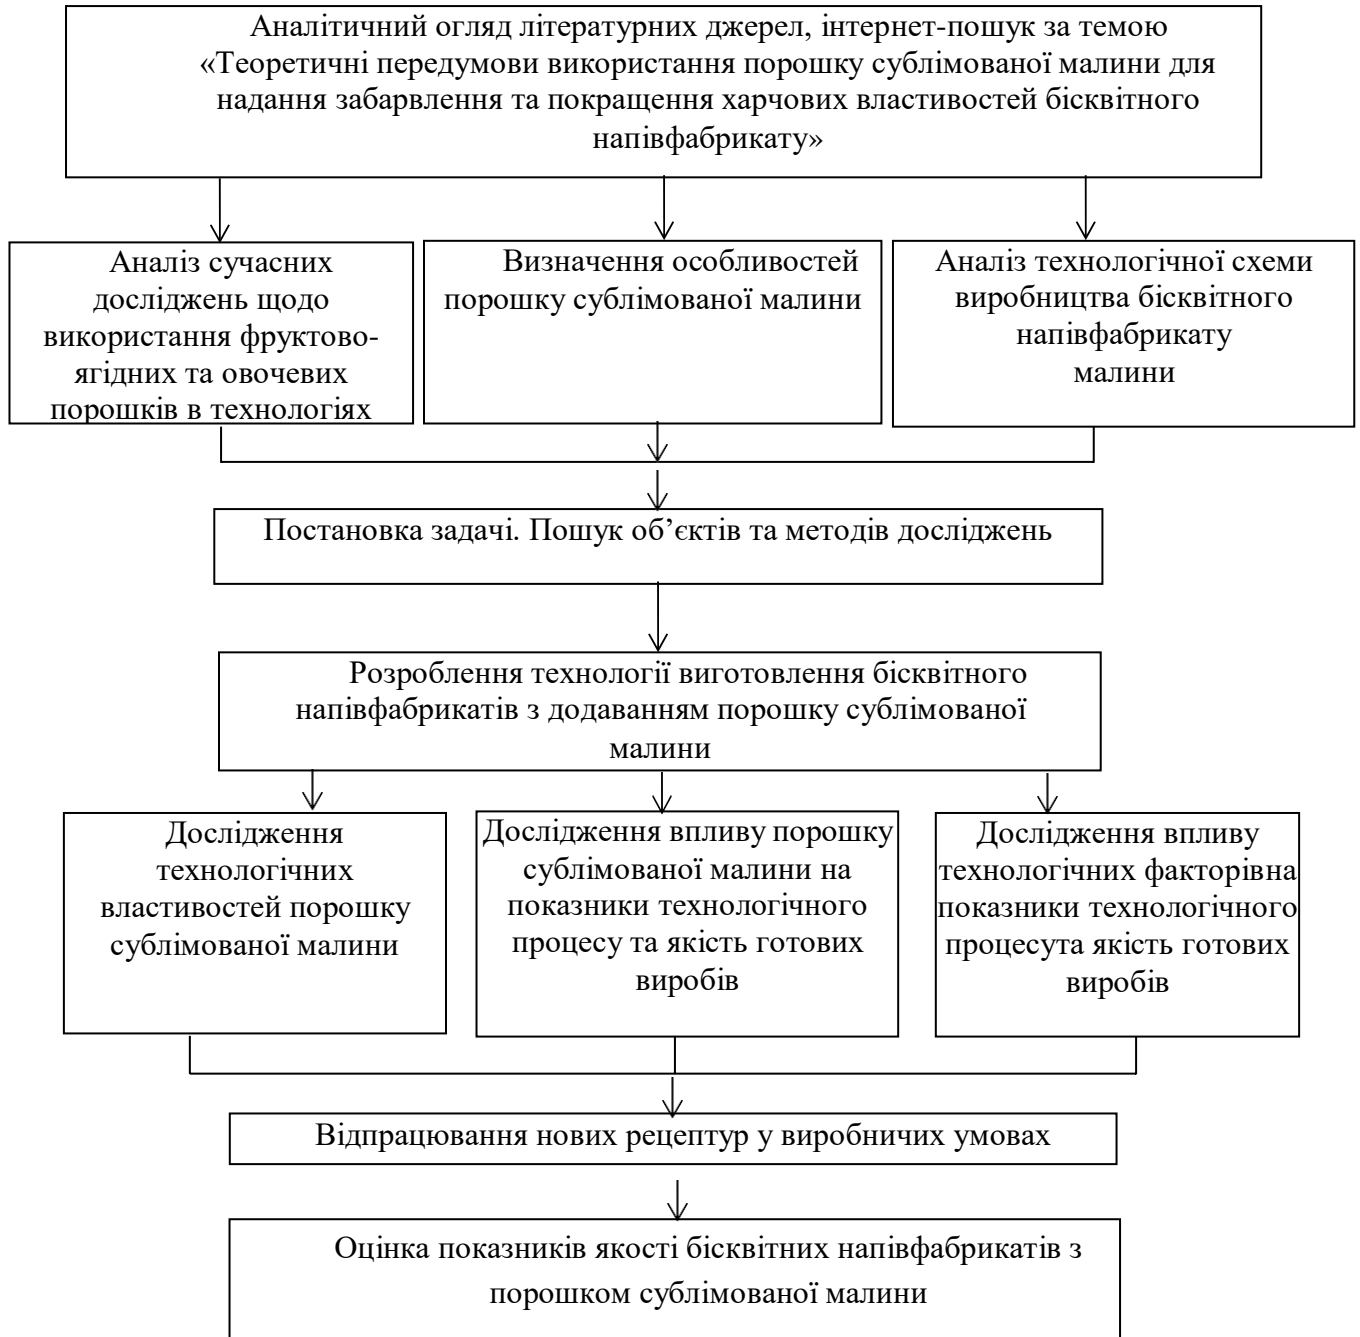 Аналітичний огляд літературних джерел, інтернет-пошук за темою
«Теоретичні передумови використання порошку сублімованої малини для
надання забарвлення та покращення харчових властивостей бісквітного
напівфабрикату»
Аналіз сучасних
досліджень щодо
використання фруктово-
ягідних та овочевих
порошків в технологіях
Визначення особливостей
порошку сублімованої малини
Аналіз технологічної схеми
виробництва бісквітного
напівфабрикату
малини
Постановка задачі. Пошук об’єктів та методів досліджень
Розроблення технології виготовлення бісквітного
напівфабрикатів з додаванням порошку сублімованої
малини
Дослідження
технологічних
властивостей порошку
сублімованої малини
Дослідження впливу порошку
сублімованої малини на
показники технологічного
процесу та якість готових
виробів
Дослідження впливу
технологічних факторівна
показники технологічного
процесута якість готових
виробів
Відпрацювання нових рецептур у виробничих умовах
Оцінка показників якості бісквітних напівфабрикатів з
порошком сублімованої малини